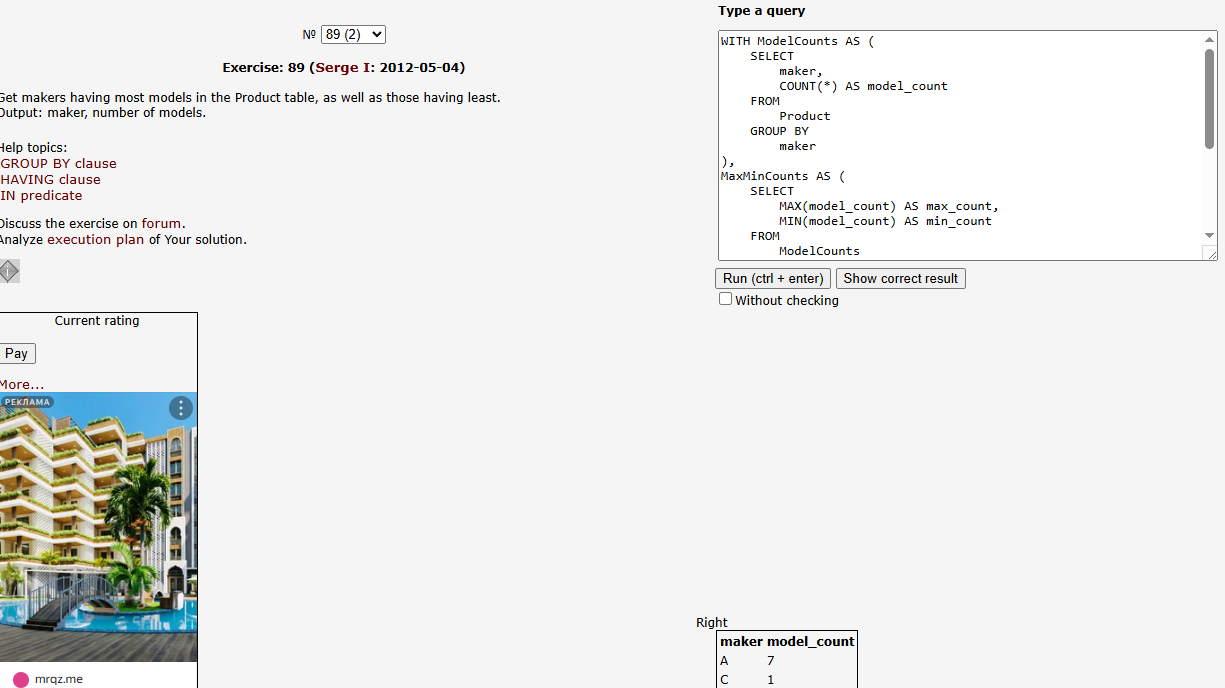 № 89 (2)
Exercise: 89 (Serge I: 2012-05-04)
Get makers having most models in the Product table, as well as those having least.
Output: maker, number of models.
Help topics:
GROUP BY clause
HAVING clause
IN predicate
Discuss the exercise on forum.
Analyze execution plan of Your solution.
Current rating
Pay
More...
РЕКЛАМА
mrqz.me
Type a query
WITH ModelCounts AS (
SELECT
maker,
COUNT(*) AS model_count
FROM
Product
GROUP BY
maker
),
MaxMinCounts AS (
SELECT
MAX(model_count) AS max_count,
MIN(model_count) AS min_count
FROM
ModelCounts
Run (ctrl + enter) Show correct result
Without checking
Right
maker model_count
A 7
C 1